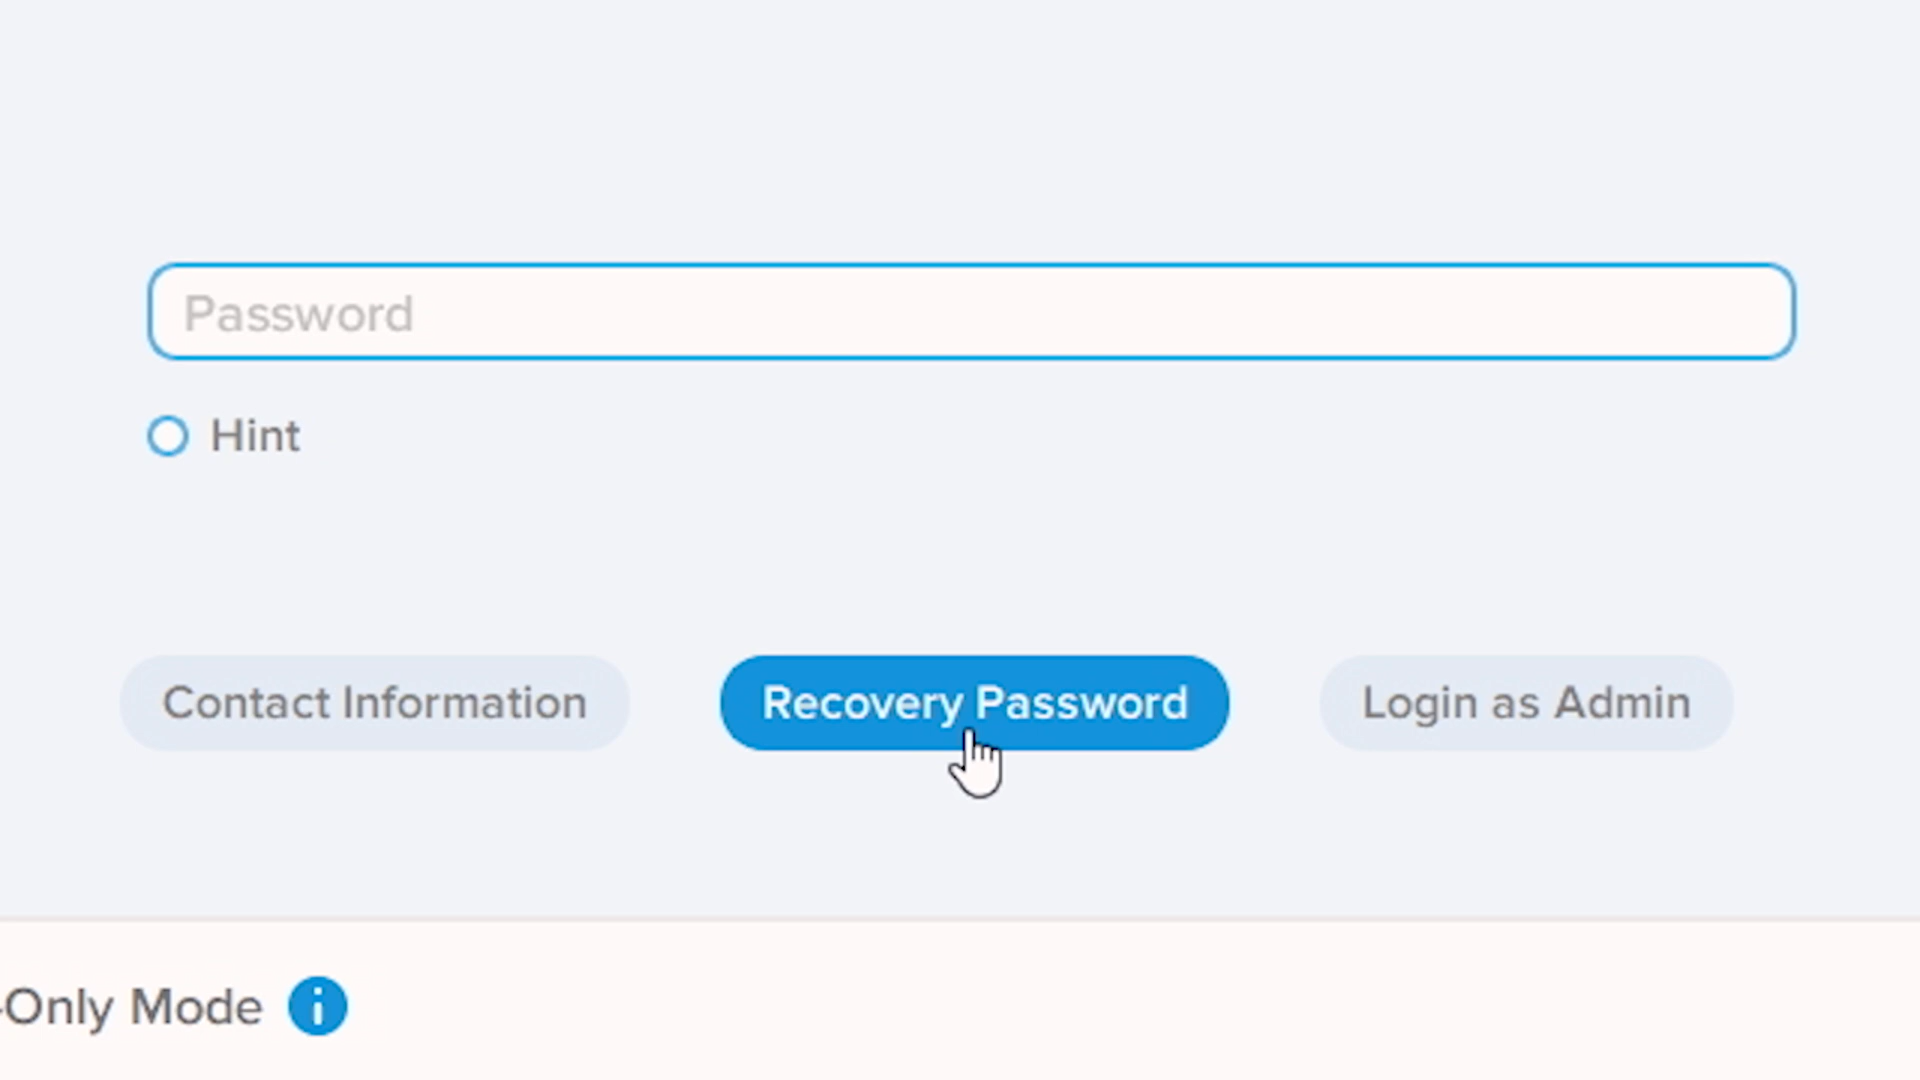 Password
Hint
Contact Information
Recovery Password
Login as Admin
-Only Mode